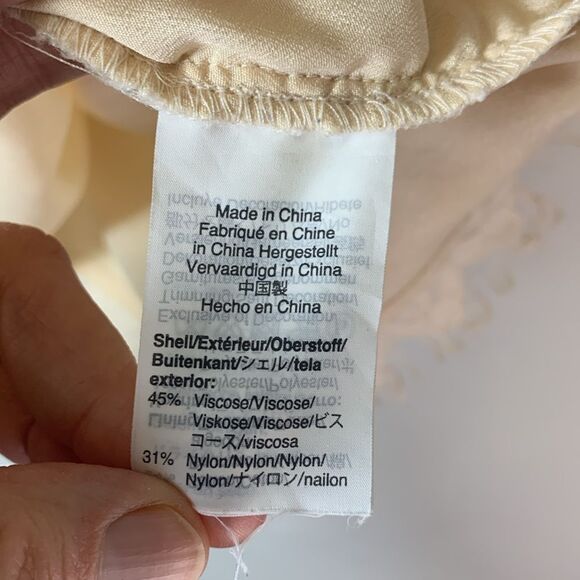 Made in China
Fabriqué en Chine
in China Hergestellt
Vervaardigd in China
中国製
Hecho en China
Shell/Extérieur/Oberstoff/
Buitenkant/シェル/tela
exterior:
45% Viscose/Viscose/
Viskose/Viscose/ビス
コース/viscosa
31% Nylon/Nylon/Nylon/
Nylon/ナイロン/nailon